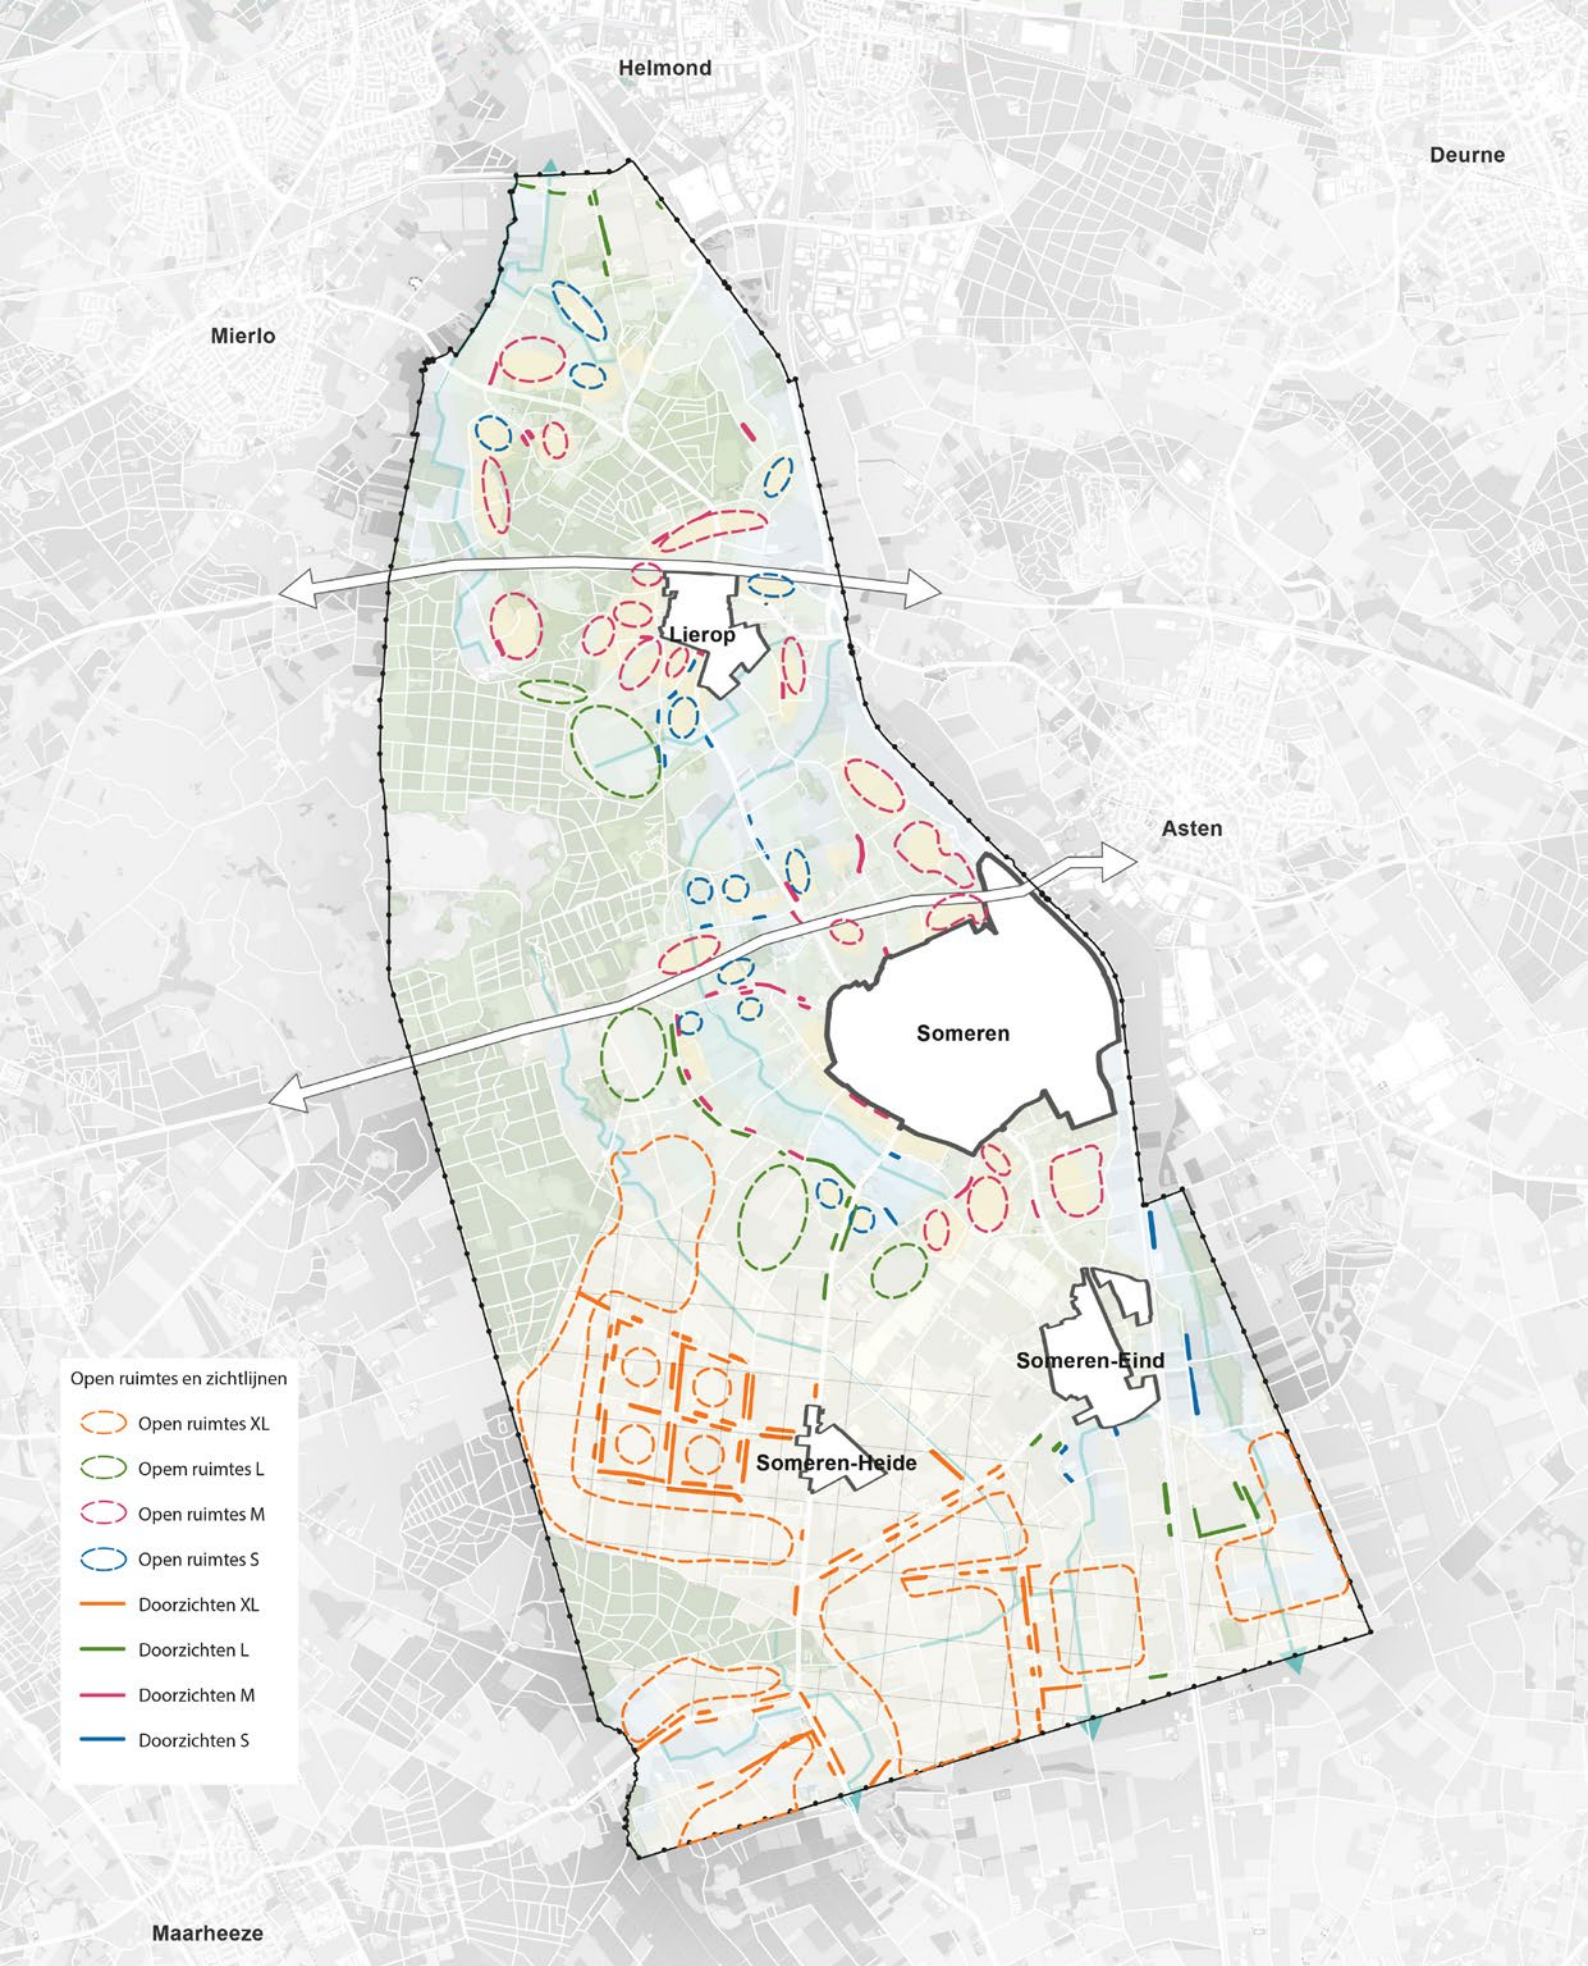 Helmond
Deurne
Mierlo
Lierop
Asten
Someren
Someren-Eind
Someren-Heide
Open ruimtes en zichtlijnen
Open ruimtes XL
Opem ruimtes L
Open ruimtes M
Open ruimtes S
Doorzichten XL
Doorzichten L
Doorzichten M
Doorzichten S
Maarheeze